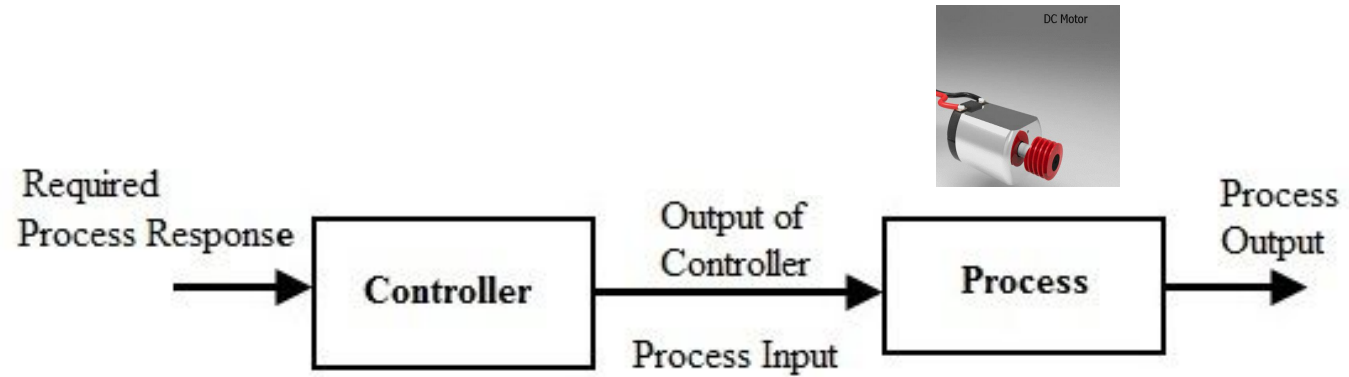 DC Motor
Required
Process Response
Controller
Output of
Controller
Process Input
Process
Process
Output